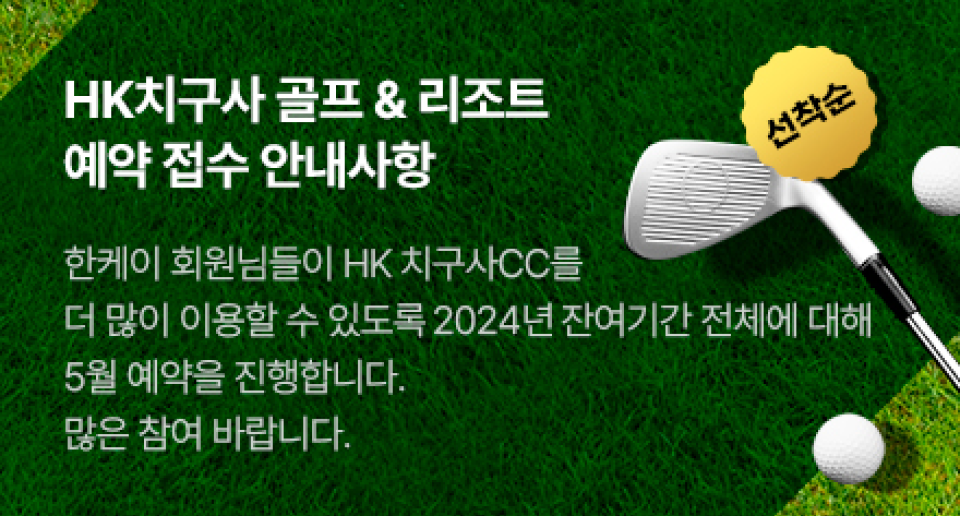 HK치구사 골프 & 리조트
예약 접수 안내사항
선착순
한케이 회원님들이 HK 치구사CC를
더 많이 이용할 수 있도록 2024년 잔여기간 전체에 대해
5월 예약을 진행합니다.
많은 참여 바랍니다.